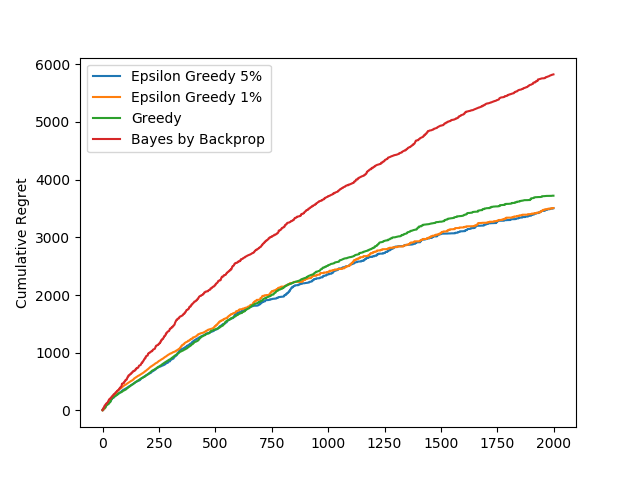 Epsilon Greedy 5%
Epsilon Greedy 1%
Greedy
Bayes by Backprop
Cumulative Regret
6000
5000
4000
3000
2000
1000
0
0 250 500 750 1000 1250 1500 1750 2000